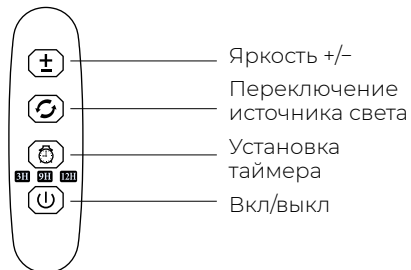 Яркость +/−
Переключение
источника света
Установка
таймера
3H 9H 12H
Вкл/выкл